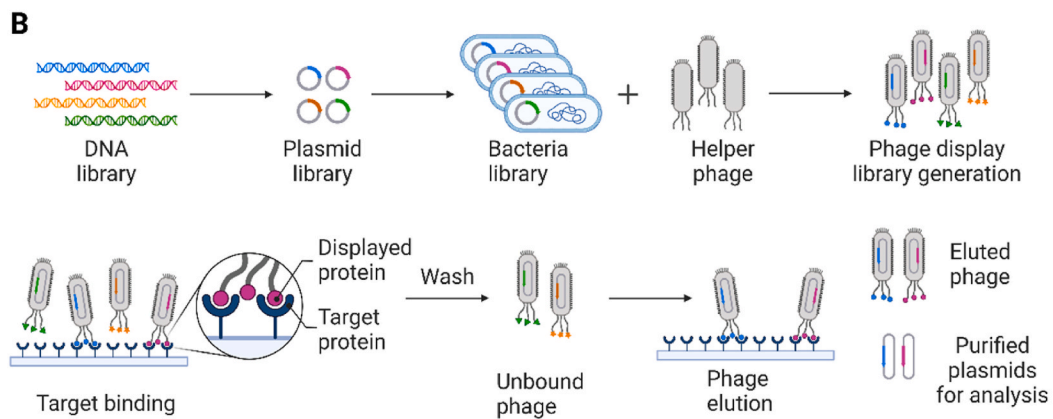 B
DNA
library
Plasmid
library
Bacteria
library
+
Helper
phage
Phage display
library generation
Displayed
protein
Target
protein
Target binding
Wash
Unbound
phage
Phage
elution
Eluted
phage
Purified
plasmids
for analysis